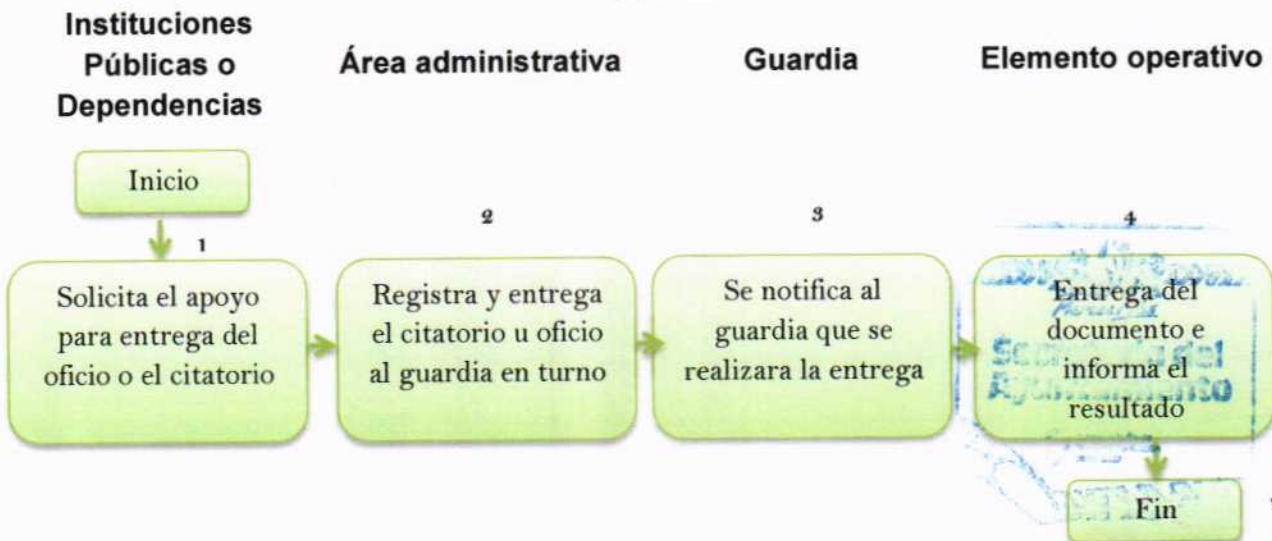 Instituciones
Públicas o
Dependencias
Área administrativa
Guardia
Elemento operativo
Inicio
1
2
3
4
Solicita el apoyo
para entrega del
oficio o el citatorio
Registra y entrega
el citatorio u oficio
al guardia en turno
Se notifica al
guardia que se
realizara la entrega
Entrega del
documento e
informa el
resultado
del
Ayuntamiento
Fin